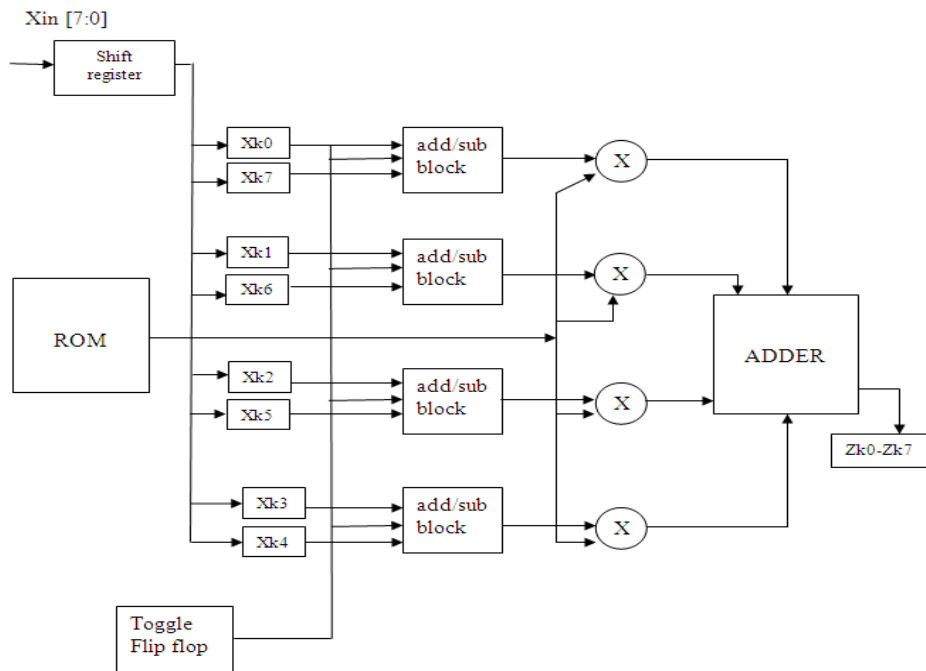 Xin [7:0]
Shift
register
Xk0
Xk7
add/sub
block
X
Xk1
Xk6
add/sub
block
X
ROM
ADDER
Xk2
Xk5
add/sub
block
X
Zk0-Zk7
Xk3
Xk4
add/sub
block
X
Toggle
Flip flop